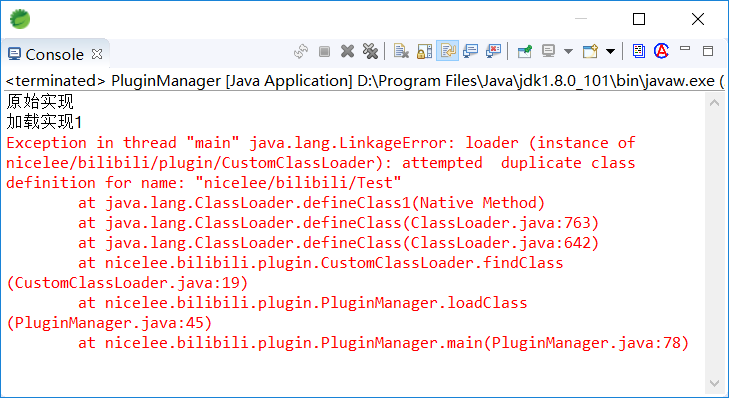 Console
<terminated> PluginManager [Java Application] D:\Program Files\Java\jdk1.8.0_101\bin\javaw.exe (
原始实现
加载实现1
Exception in thread "main" java.lang.LinkageError: loader (instance of
nicelee/bilibili/plugin/CustomClassLoader): attempted  duplicate class
definition for name: "nicelee/bilibili/Test"
        at java.lang.ClassLoader.defineClass1(Native Method)
        at java.lang.ClassLoader.defineClass(ClassLoader.java:763)
        at java.lang.ClassLoader.defineClass(ClassLoader.java:642)
        at nicelee.bilibili.plugin.CustomClassLoader.findClass
(CustomClassLoader.java:19)
        at nicelee.bilibili.plugin.PluginManager.loadClass
(PluginManager.java:45)
        at nicelee.bilibili.plugin.PluginManager.main(PluginManager.java:78)